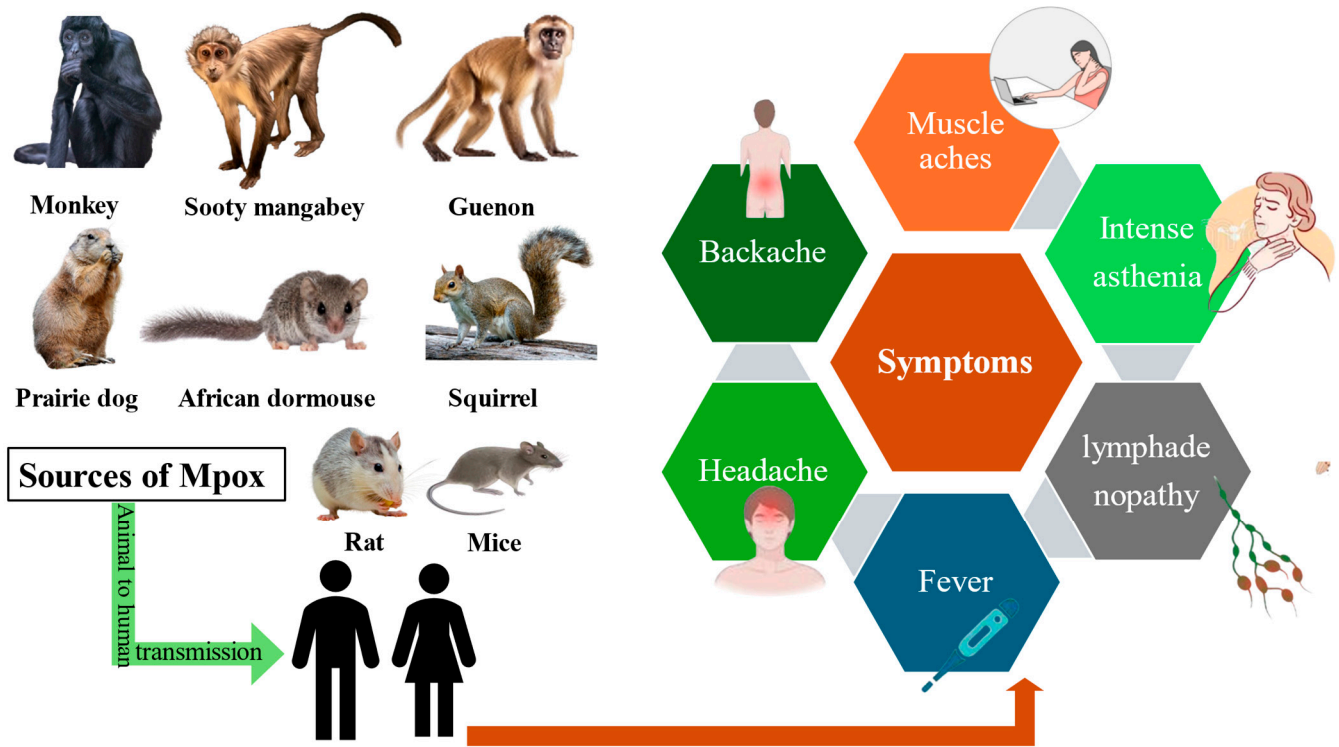 Monkey
Sooty mangabey
Guenon
Prairie dog
African dormouse
Squirrel
Sources of Mpox
Rat
Mice
Animal to human
transmission
Symptoms
Muscle
aches
Intense
asthenia
lymphade
nopathy
Fever
Headache
Backache